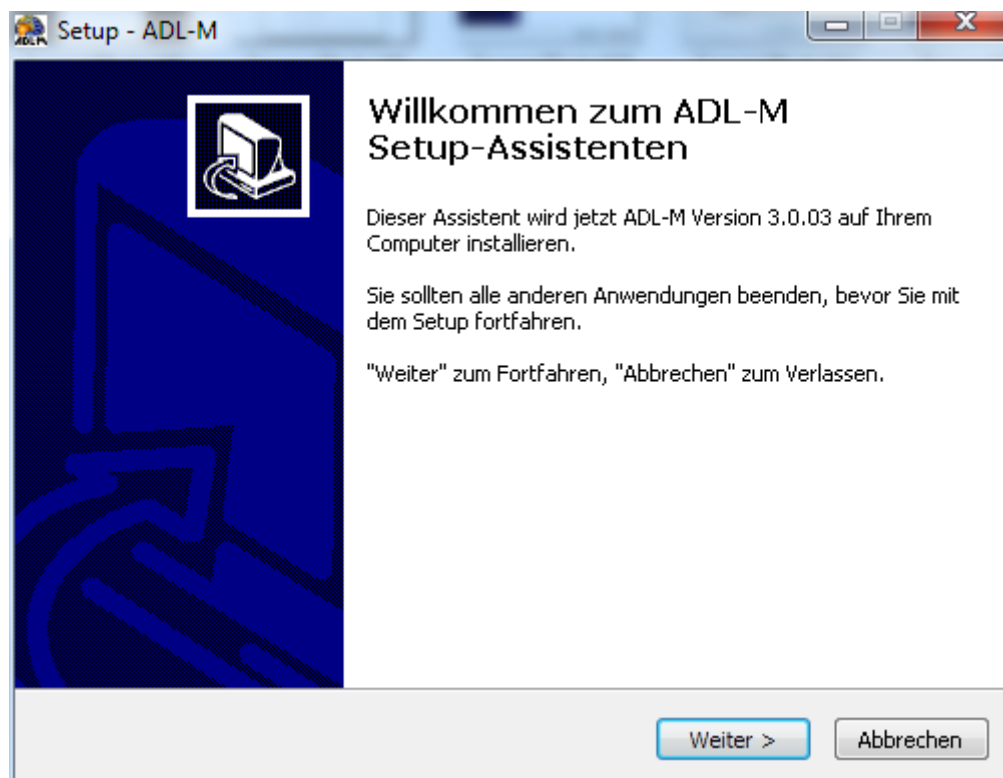 ADL M
Setup - ADL-M
Willkommen zum ADL-M
Setup-Assistenten
Dieser Assistent wird jetzt ADL-M Version 3.0.03 auf Ihrem
Computer installieren.
Sie sollten alle anderen Anwendungen beenden, bevor Sie mit
dem Setup fortfahren.
"Weiter" zum Fortfahren, "Abbrechen" zum Verlassen.
Weiter >
Abbrechen